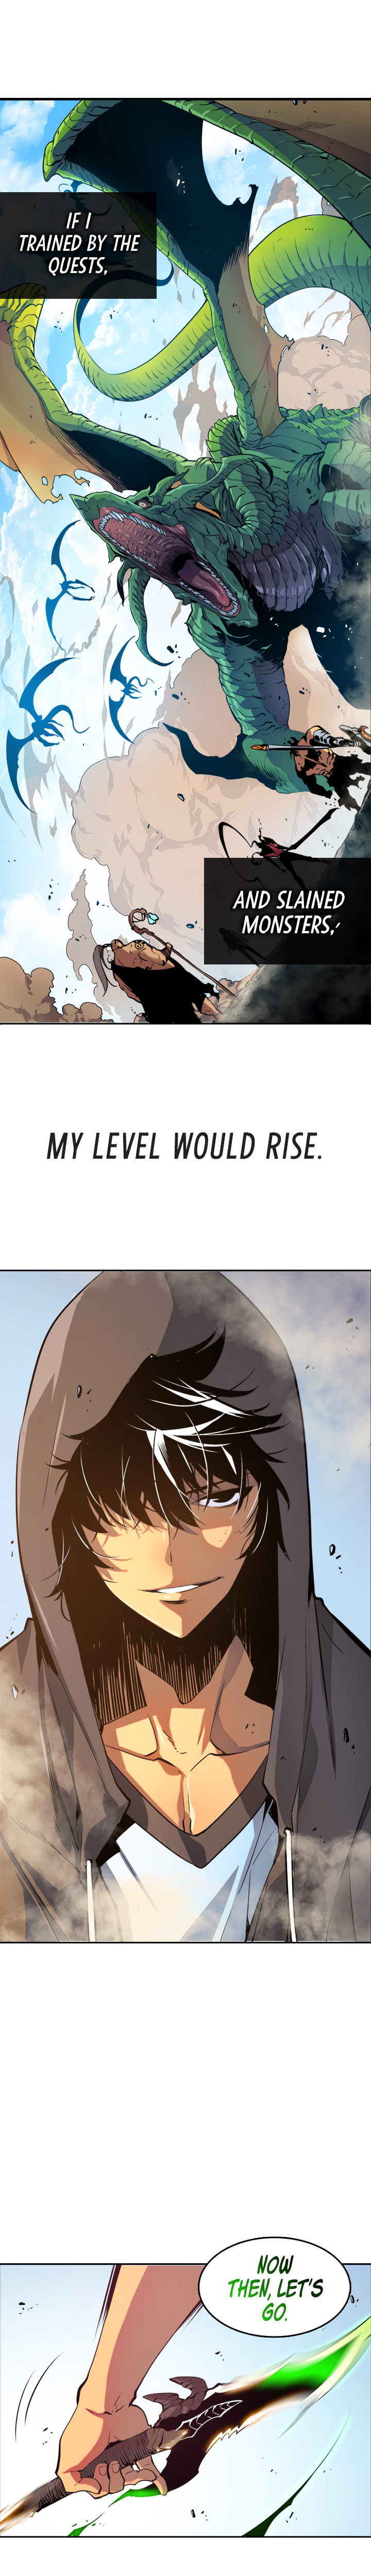 IF I
TRAINED BY THE
QUESTS,
AND SLAINED
MONSTERS,
MY LEVEL WOULD RISE.
NOW
THEN, LET'S
GO.